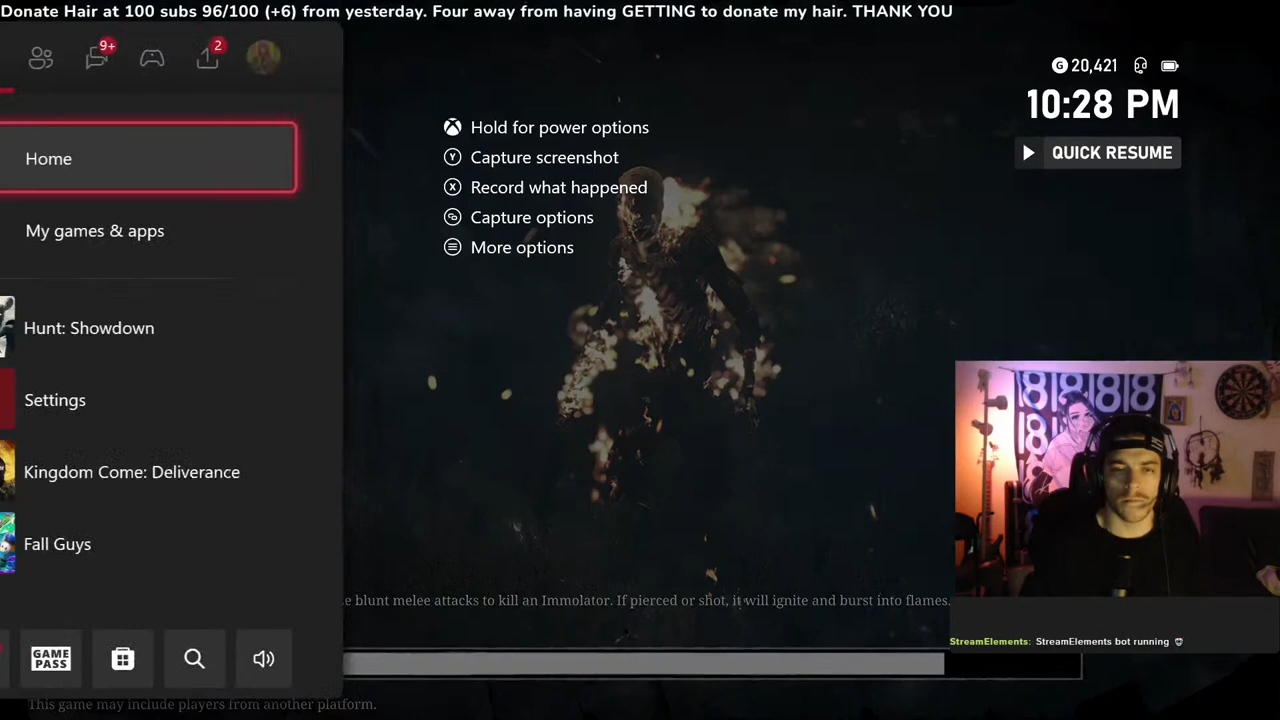 Donate Hair at 100 subs 96/100 (+6) from yesterday. Four away from having GETTING to donate my hair. THANK YOU
9+
2
G 20,421
10:28 PM
QUICK RESUME
Home
My games & apps
Hunt: Showdown
Settings
Kingdom Come: Deliverance
Fall Guys
Hold for power options
Y Capture screenshot
X Record what happened
Capture options
More options
181818181818
e blunt melee attacks to kill an Immolator. If pierced or shot, it will ignite and burst into flames.
StreamElements: StreamElements bot running
GAME
PASS
This game may include players from another platform.